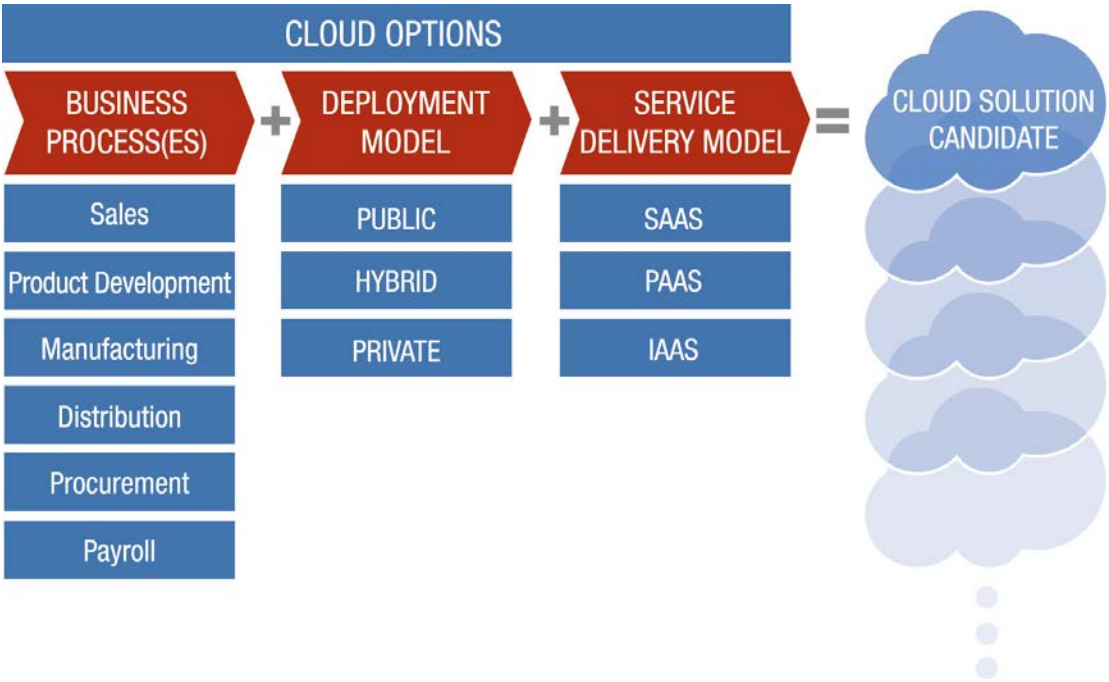 CLOUD OPTIONS
BUSINESS
PROCESS(ES)
+
DEPLOYMENT
MODEL
+
SERVICE
DELIVERY MODEL
=
CLOUD SOLUTION
CANDIDATE
Sales
Product Development
Manufacturing
Distribution
Procurement
Payroll
PUBLIC
HYBRID
PRIVATE
SAAS
PAAS
IAAS